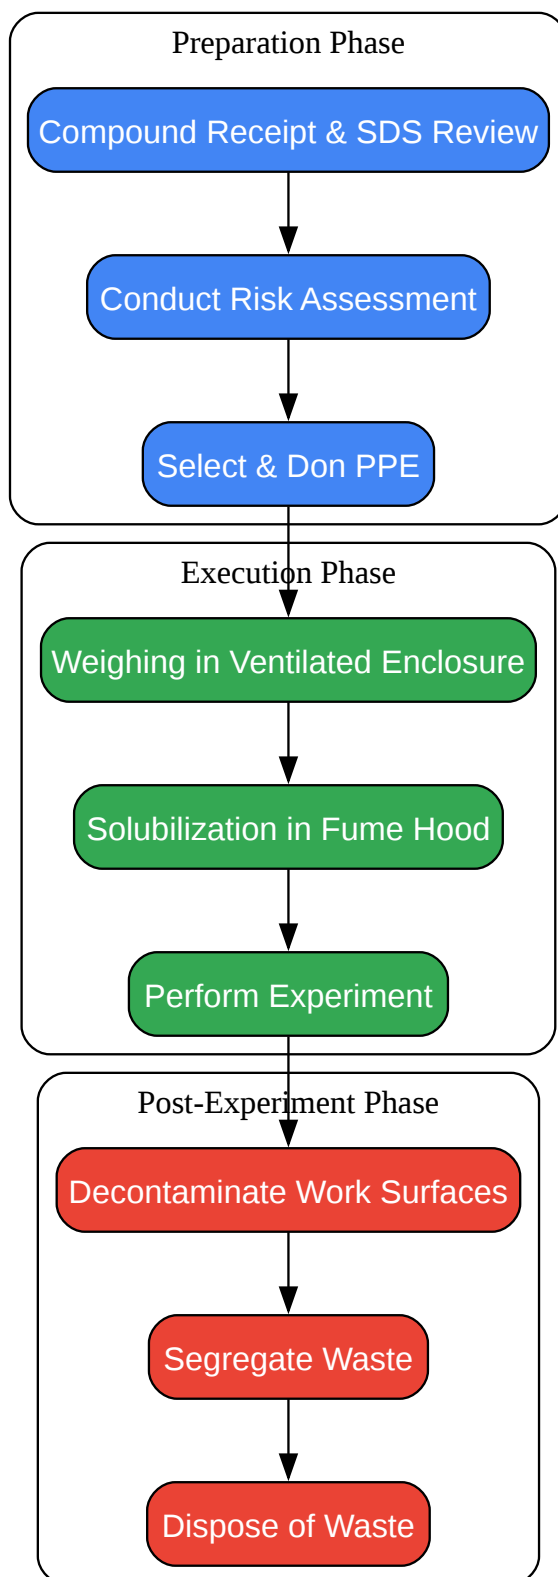 Preparation Phase
Compound Receipt & SDS Review
Conduct Risk Assessment
Select & Don PPE
Execution Phase
Weighing in Ventilated Enclosure
Solubilization in Fume Hood
Perform Experiment
Post-Experiment Phase
Decontaminate Work Surfaces
Segregate Waste
Dispose of Waste